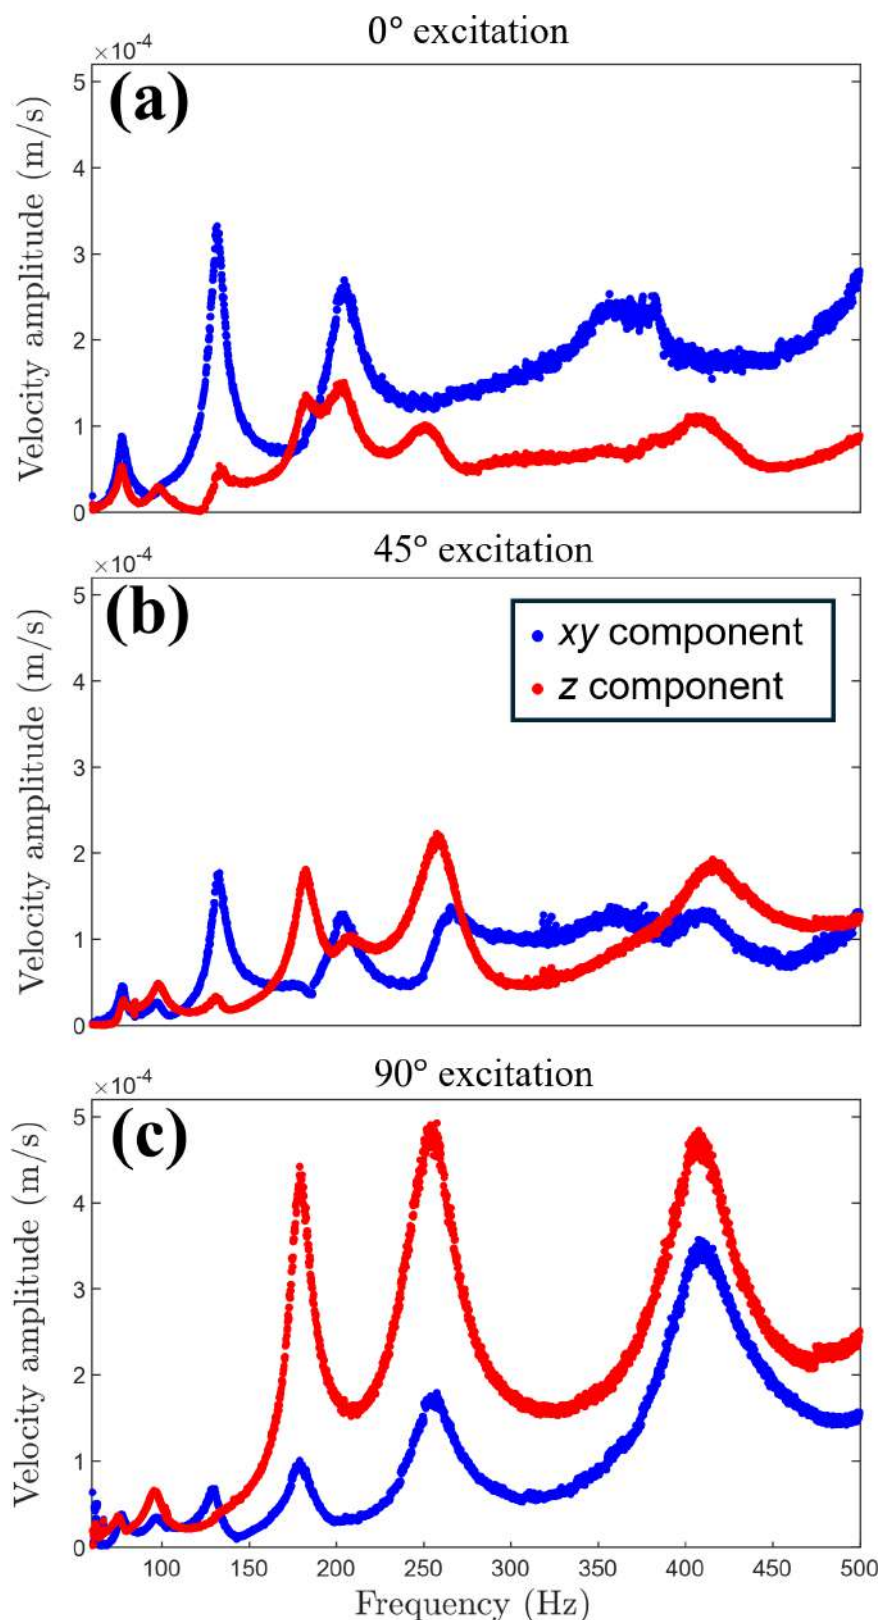 0° excitation
×10⁻⁴
(a)
Velocity amplitude (m/s)
5
4
3
2
1
0
45° excitation
×10⁻⁴
(b)
Velocity amplitude (m/s)
5
4
3
2
1
0
xy component
z component
90° excitation
×10⁻⁴
(c)
Velocity amplitude (m/s)
5
4
3
2
1
0
100 150 200 250 300 350 400 450 500
Frequency (Hz)